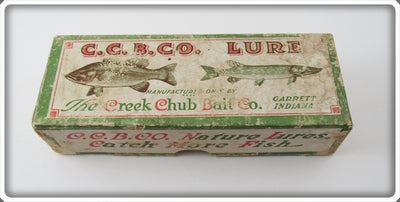 C.C.B.CO. LURE
MANUFACTURED ONLY BY
The Creek Chub Bait Co.
GARRETT
INDIANA
C.C.B.CO. Nature Lures
Catch More Fish